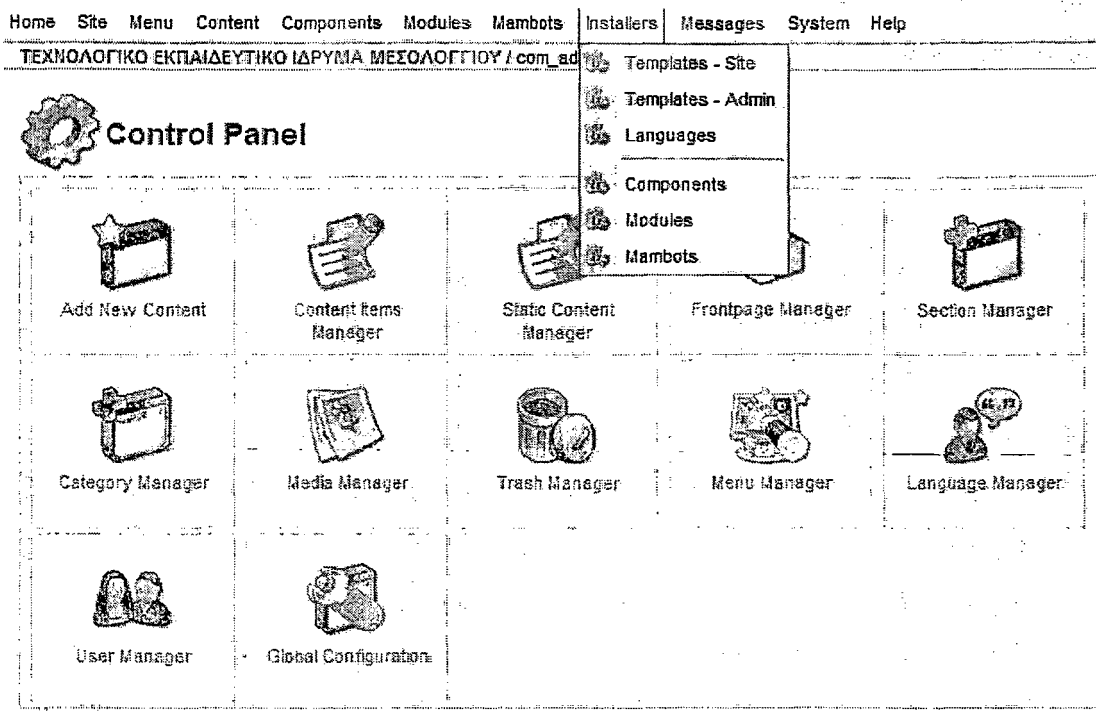 Home Site Menu Content Components Modules Mambots Installers Messages System Help
ΤΕΧΝΟΛΟΓΙΚΟ ΕΚΠΑΙΔΕΥΤΙΚΟ ΙΔΡΥΜΑ ΜΕΣΟΛΟΓΓΙΟΥ / com_ad
Templates - Site
Templates - Admin
Languages
Components
Modules
Mambots
Control Panel
Add New Content
Content Items
Manager
Static Content
Manager
Frontpage Manager
Section Manager
Category Manager
Media Manager
Trash Manager
Menu Manager
Language Manager
User Manager
Global Configuration